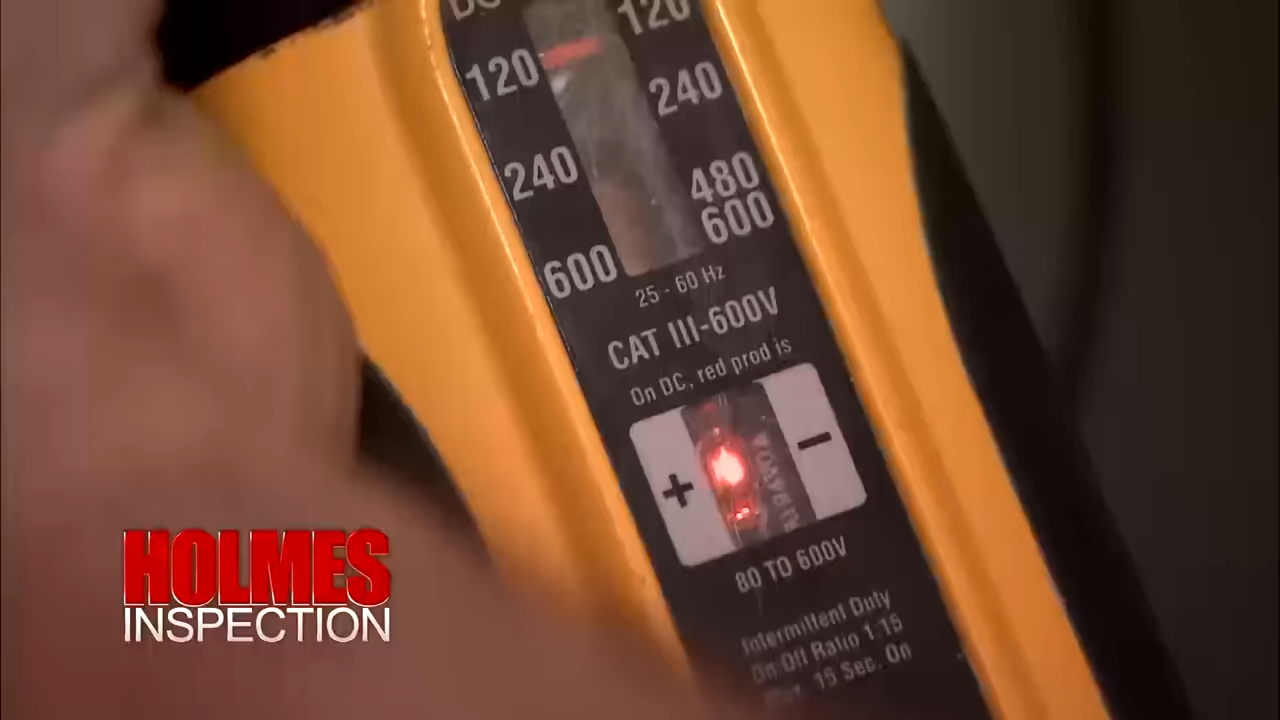 DC
120
120
240
240
480
600
600
25 - 60 Hz
CAT III-600V
On DC, red prod is
+ −
80 TO 600V
Intermittent Duty
On-Off Ratio 1:15
15 Sec. On
HOLMES
INSPECTION